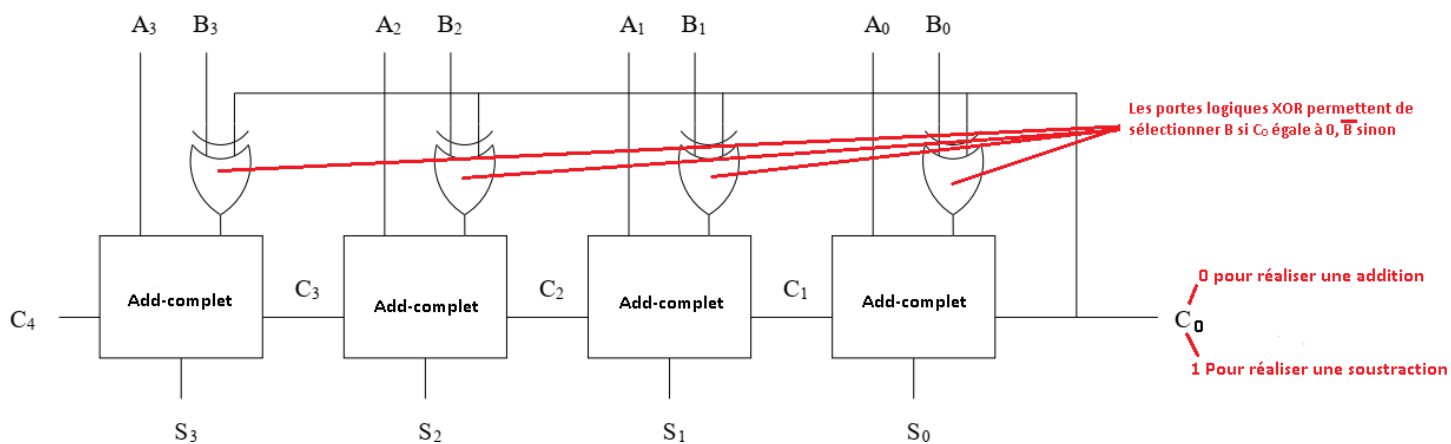 A₃ B₃ A₂ B₂ A₁ B₁ A₀ B₀
Les portes logiques XOR permettent de
sélectionner B si C₀ égale à 0, B̅ sinon
Add-complet Add-complet Add-complet Add-complet
C₄ C₃ C₂ C₁ C₀
0 pour réaliser une addition
1 Pour réaliser une soustraction
S₃ S₂ S₁ S₀